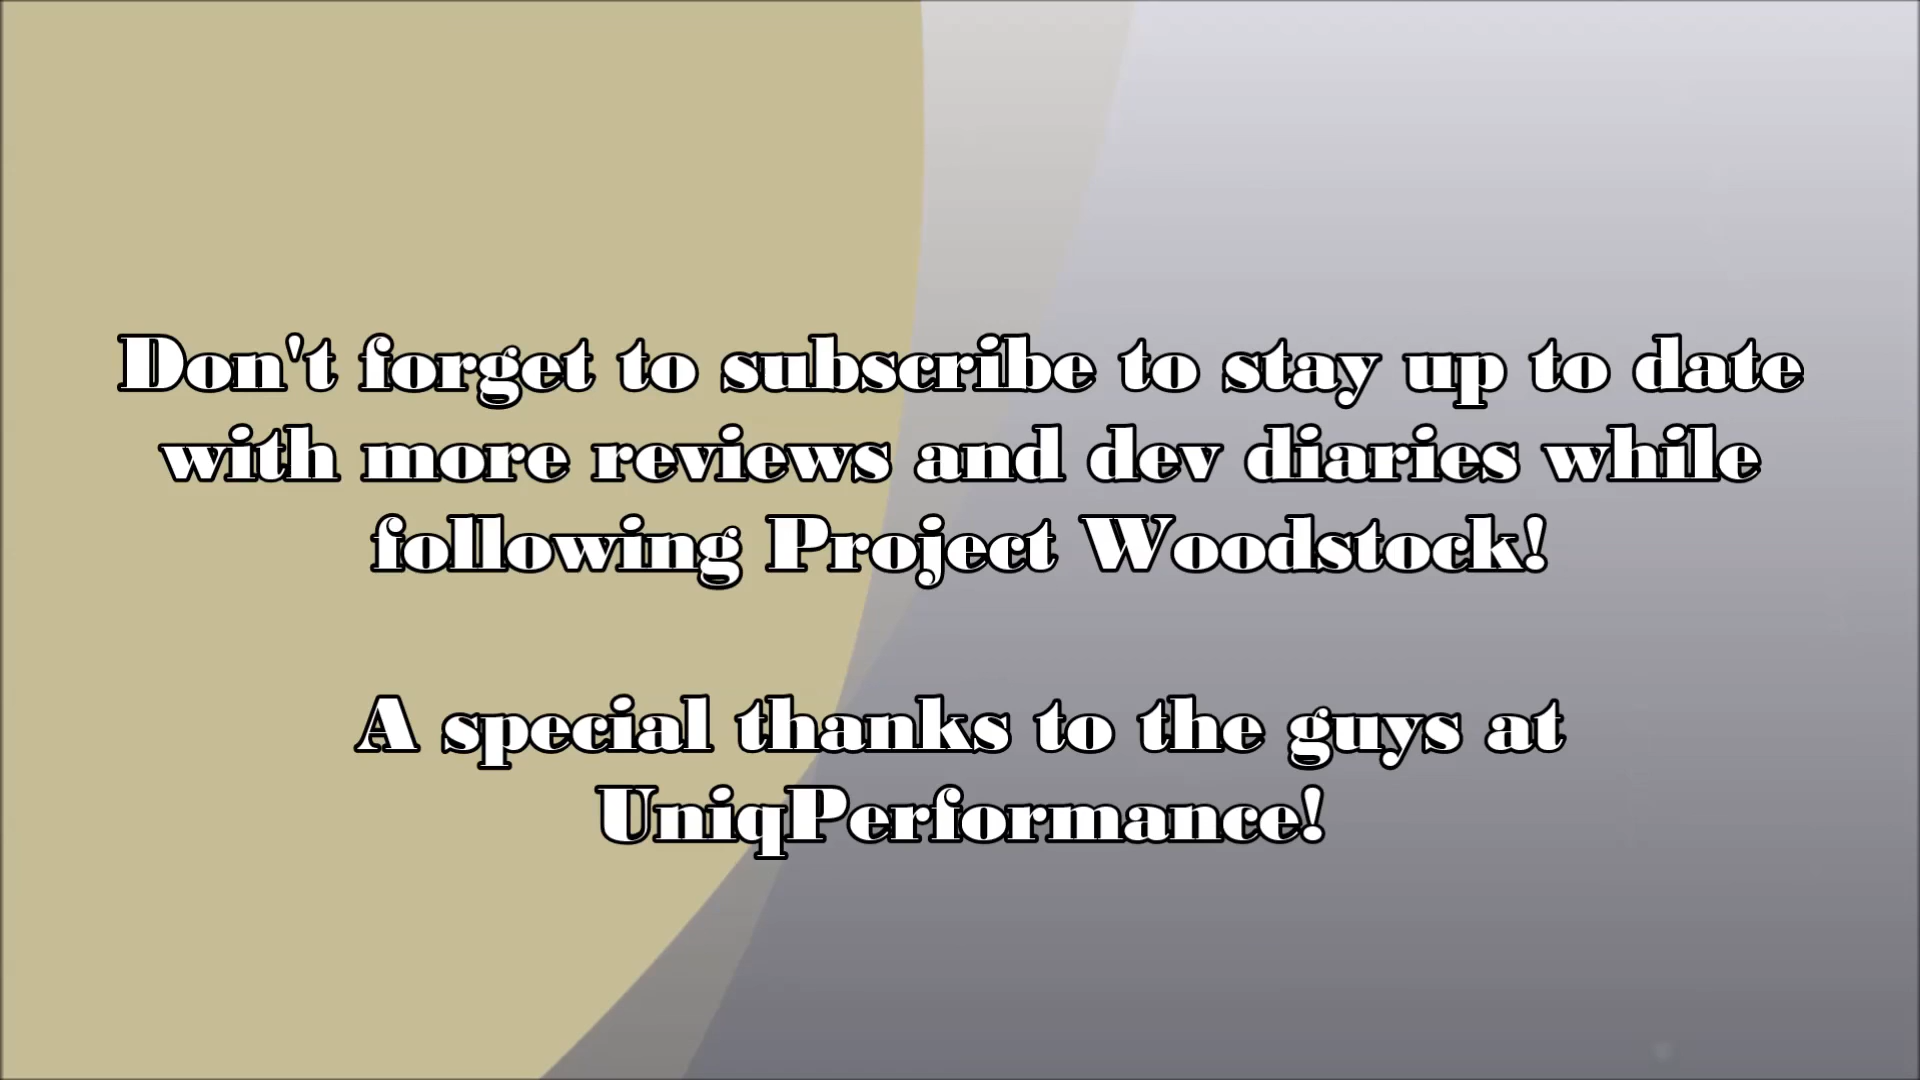 Don't forget to subscribe to stay up to date
with more reviews and dev diaries while
following Project Woodstock!
A special thanks to the guys at
UniqPerformance!